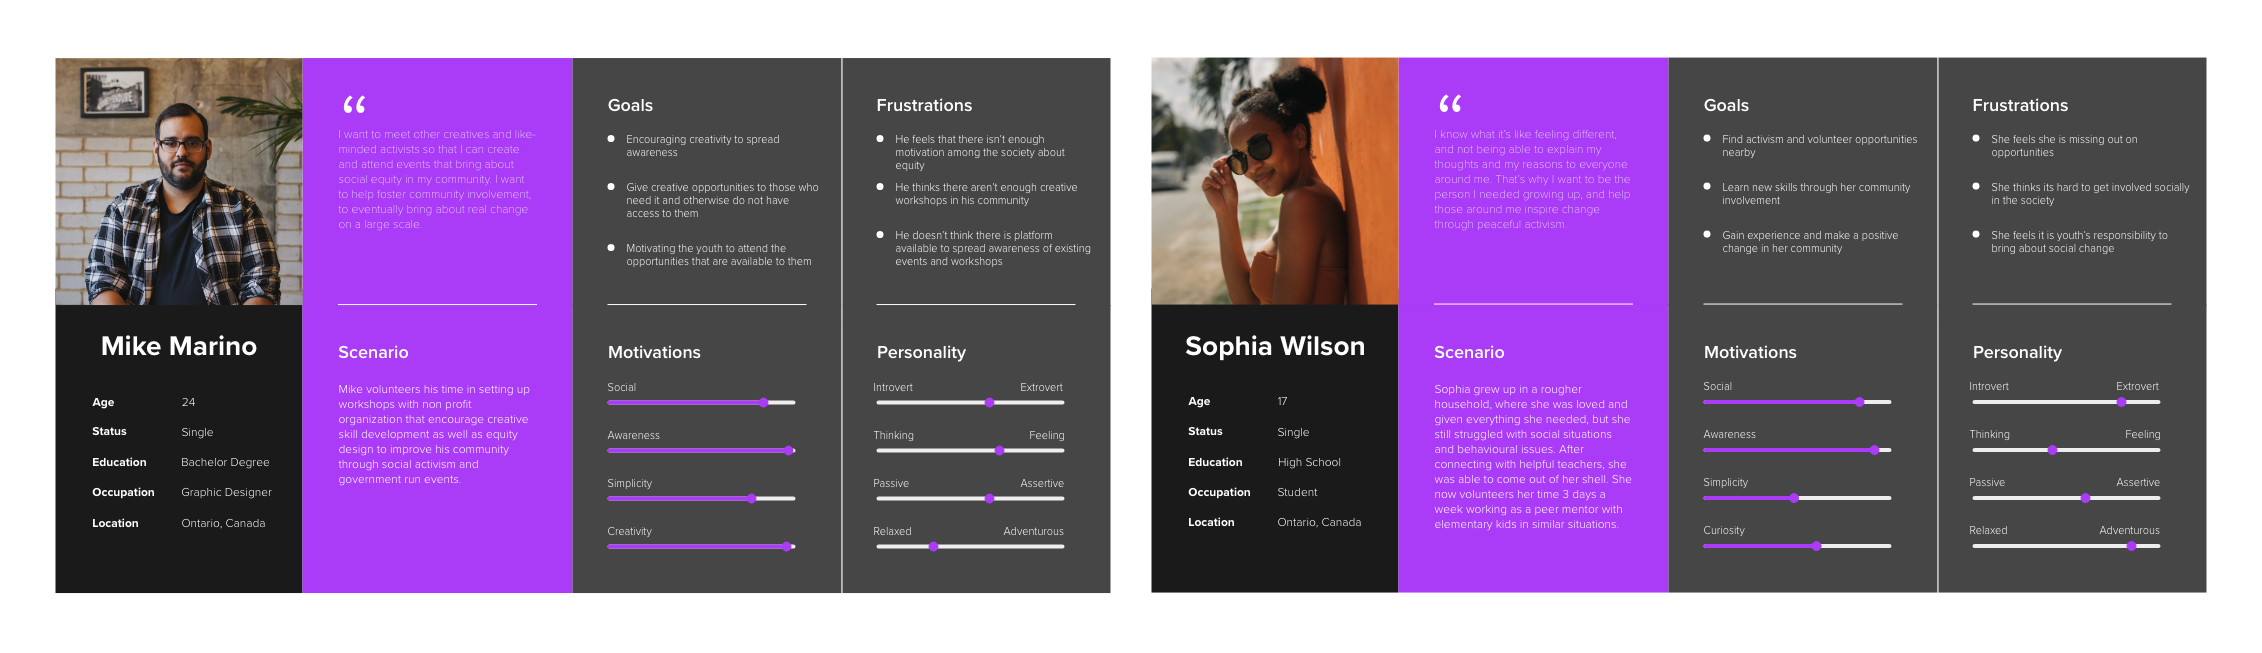 Mike Marino
Age 24
Status Single
Education Bachelor Degree
Occupation Graphic Designer
Location Ontario, Canada
“
I want to meet other creatives and like-
minded activists so that I can create
and attend events that bring about
social equity in my community. I want
to help foster community involvement,
to eventually bring about real change
on a large scale.
Scenario
Mike volunteers his time in setting up
workshops with non profit
organization that encourage creative
skill development as well as equity
design to improve his community
through social activism and
government run events.
Goals
Encouraging creativity to spread
awareness
Give creative opportunities to those who
need it and otherwise do not have
access to them
Motivating the youth to attend the
opportunities that are available to them
Motivations
Social
Awareness
Simplicity
Creativity
Frustrations
He feels that there isn't enough
motivation among the society about
equity
He thinks there aren't enough creative
workshops in his community
He doesn't think there is platform
available to spread awareness of existing
events and workshops
Personality
Introvert Extrovert
Thinking Feeling
Passive Assertive
Relaxed Adventurous
Sophia Wilson
Age 17
Status Single
Education High School
Occupation Student
Location Ontario, Canada
“
I know what it's like feeling different,
and not being able to explain my
thoughts and my reasons to everyone
around me. That's why I want to be the
person I needed growing up, and help
those around me inspire change
through peaceful activism.
Scenario
Sophia grew up in a rougher
household, where she was loved and
given everything she needed, but she
still struggled with social situations
and behavioural issues. After
connecting with helpful teachers, she
was able to come out of her shell. She
now volunteers her time 3 days a
week working as a peer mentor with
elementary kids in similar situations.
Goals
Find activism and volunteer opportunities
nearby
Learn new skills through her community
involvement
Gain experience and make a positive
change in her community
Motivations
Social
Awareness
Simplicity
Curiosity
Frustrations
She feels she is missing out on
opportunities
She thinks its hard to get involved socially
in the society
She feels it is youth's responsibility to
bring about social change
Personality
Introvert Extrovert
Thinking Feeling
Passive Assertive
Relaxed Adventurous